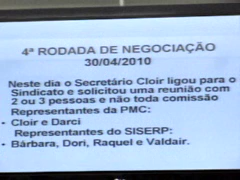 4ª RODADA DE NEGOCIAÇÃO
30/04/2010
Neste dia o Secretário Cloir ligou para o
Sindicato e solicitou uma reunião com
2 ou 3 pessoas e não toda comissão
Representantes da PMC:
• Cloir e Darci
Representantes do SISERP:
• Bárbara, Dori, Raquel e Valdair.